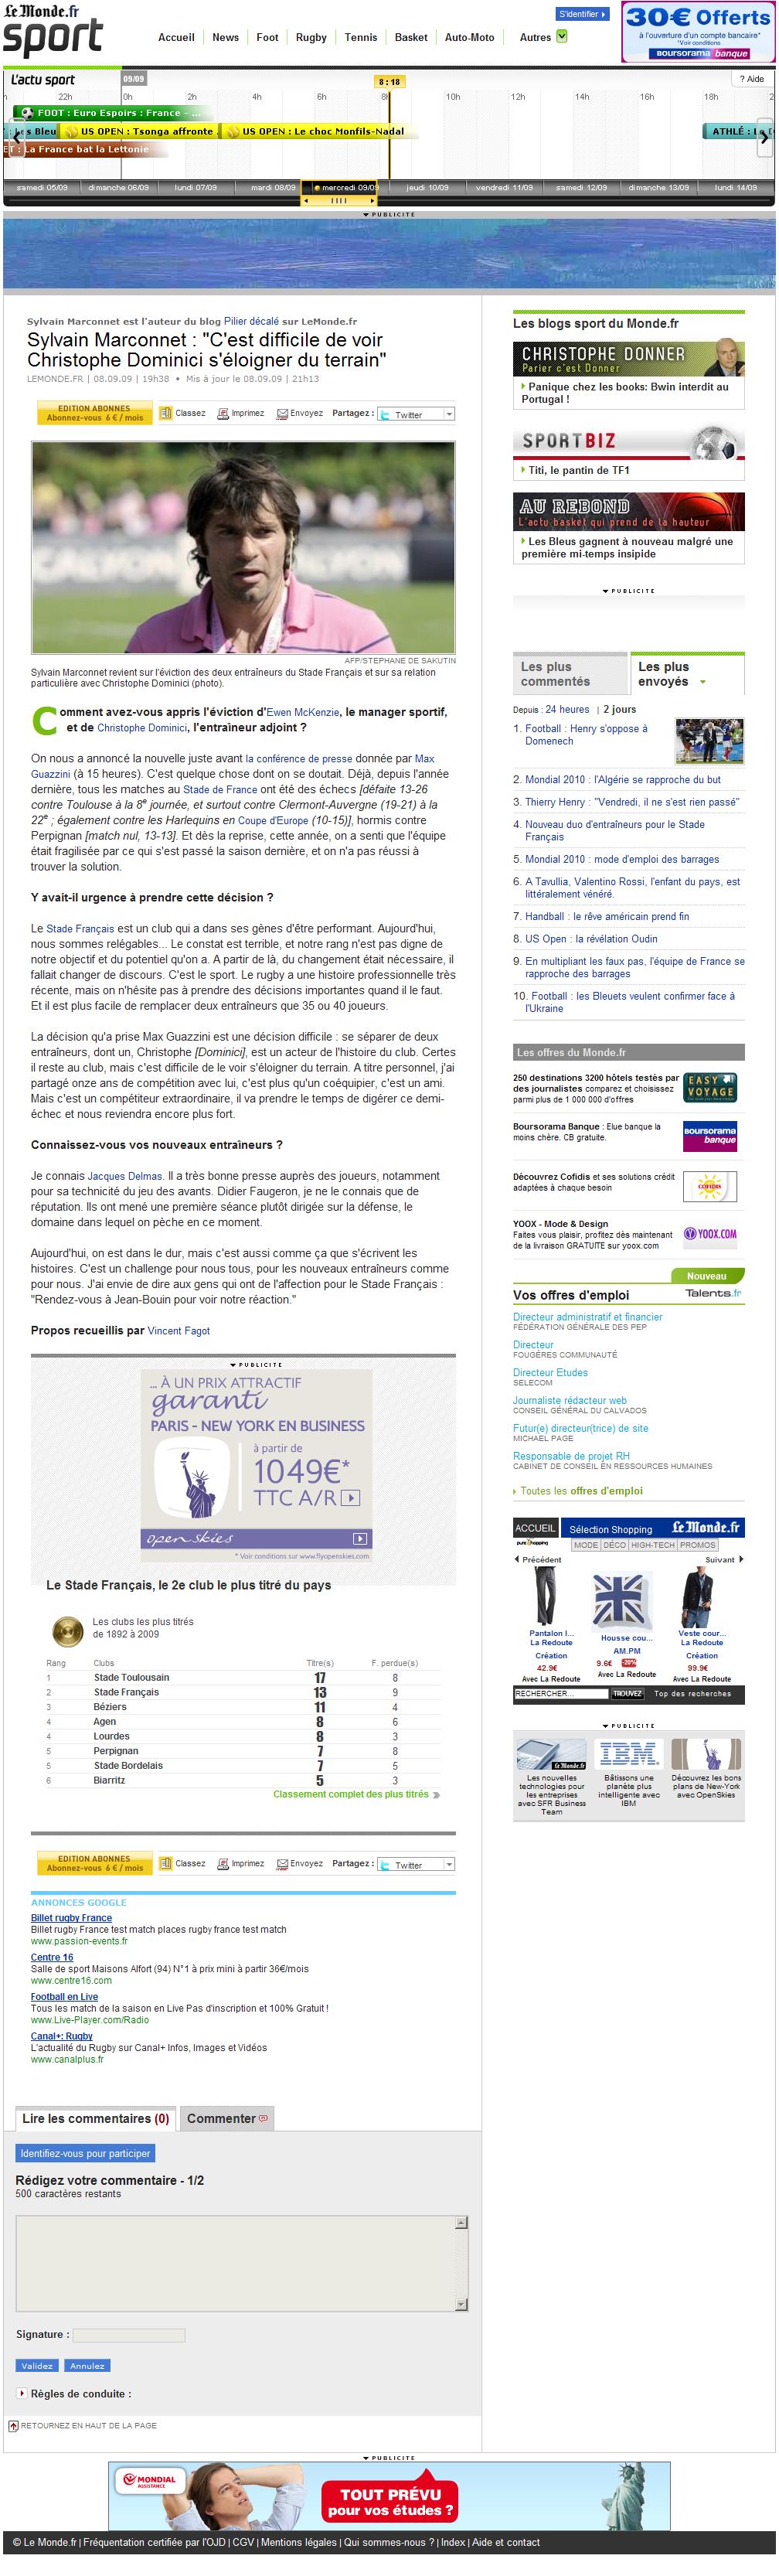 Le Monde.fr
sport
S'identifier
Accueil
News
Foot
Rugby
Tennis
Basket
Auto-Moto
Autres
30€ Offerts
à l'ouverture d'un compte bancaire*
*Voir conditions
BOURSORAMA banque
L'actu sport
09/09
8 : 18
? Aide
22h 0h 2h 4h 6h 8h 10h 12h 14h 16h 18h
FOOT : Euro Espoirs : France - ...
US OPEN : Tsonga affronte
US OPEN : Le choc Monfils-Nadal
La France bat la Lettonie
samedi 05/09
dimanche 06/09
lundi 07/09
mardi 08/09
mercredi 09/09
jeudi 10/09
vendredi 11/09
samedi 12/09
dimanche 13/09
lundi 14/09
PUBLICITE
Sylvain Marconnet est l'auteur du blog Pilier décalé sur LeMonde.fr
Sylvain Marconnet : "C'est difficile de voir
Christophe Dominici s'éloigner du terrain"
LEMONDE.FR | 08.09.09 | 19h38 • Mis à jour le 08.09.09 | 21h13
EDITION ABONNES
Abonnez-vous 6 € / mois
Classez
Imprimez
Envoyez
Partagez :
Twitter
AFP/STEPHANE DE SAKUTIN
Sylvain Marconnet revient sur l'éviction des deux entraîneurs du Stade Français et sur sa relation
particulière avec Christophe Dominici (photo).
Comment avez-vous appris l'éviction d'Ewen McKenzie, le manager sportif,
et de Christophe Dominici, l'entraîneur adjoint ?
On nous a annoncé la nouvelle juste avant la conférence de presse donnée par Max
Guazzini (à 15 heures). C'est quelque chose dont on se doutait. Déjà, depuis l'année
dernière, tous les matches au Stade de France ont été des échecs [défaite 13-26
contre Toulouse à la 8e journée, et surtout contre Clermont-Auvergne (19-21) à la
22e ; également contre les Harlequins en Coupe d'Europe (10-15)], hormis contre
Perpignan [match nul, 13-13]. Et dès la reprise, cette année, on a senti que l'équipe
était fragilisée par ce qui s'est passé la saison dernière, et on n'a pas réussi à
trouver la solution.
Y avait-il urgence à prendre cette décision ?
Le Stade Français est un club qui a dans ses gènes d'être performant. Aujourd'hui,
nous sommes relégables... Le constat est terrible, et notre rang n'est pas digne de
notre objectif et du potentiel qu'on a. A partir de là, du changement était nécessaire, il
fallait changer de discours. C'est le sport. Le rugby a une histoire professionnelle très
récente, mais on n'hésite pas à prendre des décisions importantes quand il le faut.
Et il est plus facile de remplacer deux entraîneurs que 35 ou 40 joueurs.
La décision qu'a prise Max Guazzini est une décision difficile : se séparer de deux
entraîneurs, dont un, Christophe [Dominici], est un acteur de l'histoire du club. Certes
il reste au club, mais c'est difficile de le voir s'éloigner du terrain. A titre personnel, j'ai
partagé onze ans de compétition avec lui, c'est plus qu'un coéquipier, c'est un ami.
Mais c'est un compétiteur extraordinaire, il va prendre le temps de digérer ce demi-
échec et nous reviendra encore plus fort.
Connaissez-vous vos nouveaux entraîneurs ?
Je connais Jacques Delmas. Il a très bonne presse auprès des joueurs, notamment
pour sa technicité du jeu des avants. Didier Faugeron, je ne le connais que de
réputation. Ils ont mené une première séance plutôt dirigée sur la défense, le
domaine dans lequel on pèche en ce moment.
Aujourd'hui, on est dans le dur, mais c'est aussi comme ça que s'écrivent les
histoires. C'est un challenge pour nous tous, pour les nouveaux entraîneurs comme
pour nous. J'ai envie de dire aux gens qui ont de l'affection pour le Stade Français :
"Rendez-vous à Jean-Bouin pour voir notre réaction."
Propos recueillis par Vincent Fagot
PUBLICITE
... À UN PRIX ATTRACTIF
garanti
PARIS - NEW YORK EN BUSINESS
à partir de
1049€*
TTC A/R
openskies
* Voir conditions sur www.flyopenskies.com
Le Stade Français, le 2e club le plus titré du pays
Les clubs les plus titrés
de 1892 à 2009
Rang Clubs Titre(s) F. perdue(s)
1 Stade Toulousain 17 8
2 Stade Français 13 9
3 Béziers 11 4
4 Agen 8 6
4 Lourdes 8 3
5 Perpignan 7 8
5 Stade Bordelais 7 5
6 Biarritz 5 3
Classement complet des plus titrés
EDITION ABONNES
Abonnez-vous 6 € / mois
Classez
Imprimez
Envoyez
Partagez :
Twitter
ANNONCES GOOGLE
Billet rugby France
Billet rugby France test match places rugby france test match
www.passion-events.fr
Centre 16
Salle de sport Maisons Alfort (94) N°1 à prix mini à partir 36€/mois
www.centre16.com
Football en Live
Tous les match de la saison en Live Pas d'inscription et 100% Gratuit !
www.Live-Player.com/Radio
Canal+: Rugby
L'actualité du Rugby sur Canal+ Infos, Images et Vidéos
www.canalplus.fr
Lire les commentaires (0)
Commenter
Identifiez-vous pour participer
Rédigez votre commentaire - 1/2
500 caractères restants
Signature :
Validez
Annulez
Règles de conduite :
RETOURNEZ EN HAUT DE LA PAGE
Les blogs sport du Monde.fr
CHRISTOPHE DONNER
Parier c'est Donner
Panique chez les books: Bwin interdit au
Portugal !
SPORTBIZ
Titi, le pantin de TF1
AU REBOND
L'actu basket qui prend de la hauteur
Les Bleus gagnent à nouveau malgré une
première mi-temps insipide
PUBLICITE
Les plus
commentés
Les plus
envoyés
Depuis : 24 heures | 2 jours
1. Football : Henry s'oppose à
Domenech
2. Mondial 2010 : l'Algérie se rapproche du but
3. Thierry Henry : "Vendredi, il ne s'est rien passé"
4. Nouveau duo d'entraîneurs pour le Stade
Français
5. Mondial 2010 : mode d'emploi des barrages
6. A Tavullia, Valentino Rossi, l'enfant du pays, est
littéralement vénéré.
7. Handball : le rêve américain prend fin
8. US Open : la révélation Oudin
9. En multipliant les faux pas, l'équipe de France se
rapproche des barrages
10. Football : les Bleuets veulent confirmer face à
l'Ukraine
Les offres du Monde.fr
250 destinations 3200 hôtels testés par
des journalistes comparez et choisissez
parmi plus de 1 000 000 d'offres
EASY VOYAGE
Boursorama Banque : Elue banque la
moins chère. CB gratuite.
BOURSORAMA banque
Découvrez Cofidis et ses solutions crédit
adaptées à chaque besoin
COFIDIS
YOOX - Mode & Design
Faites vous plaisir, profitez dès maintenant
de la livraison GRATUITE sur yoox.com
YOOX.COM
Nouveau
Vos offres d'emploi
Talents.fr
Directeur administratif et financier
FÉDÉRATION GÉNÉRALE DES PEP
Directeur
FOUGÈRES COMMUNAUTÉ
Directeur Etudes
SELECOM
Journaliste rédacteur web
CONSEIL GÉNÉRAL DU CALVADOS
Futur(e) directeur(trice) de site
MICHAEL PAGE
Responsable de projet RH
CABINET DE CONSEIL EN RESSOURCES HUMAINES
Toutes les offres d'emploi
ACCUEIL
Sélection Shopping
Le Monde.fr
pureshopping
MODE DÉCO HIGH-TECH PROMOS
Précédent
Suivant
Pantalon l...
La Redoute
Création
42.9€
Avec La Redoute
Housse cou...
AM.PM
9.6€ -20%
Avec La Redoute
Veste cour...
La Redoute
Création
99.9€
Avec La Redoute
RECHERCHER...
TROUVEZ
Top des recherches
PUBLICITE
Le Monde.fr
Les nouvelles
technologies pour
les entreprises
avec SFR Business
Team
IBM
Bâtissons une
planète plus
intelligente avec
IBM
Découvrez les bons
plans de New-York
avec OpenSkies
PUBLICITE
MONDIAL
ASSISTANCE
TOUT PRÉVU
pour vos études ?
© Le Monde.fr | Fréquentation certifiée par l'OJD | CGV | Mentions légales | Qui sommes-nous ? | Index | Aide et contact